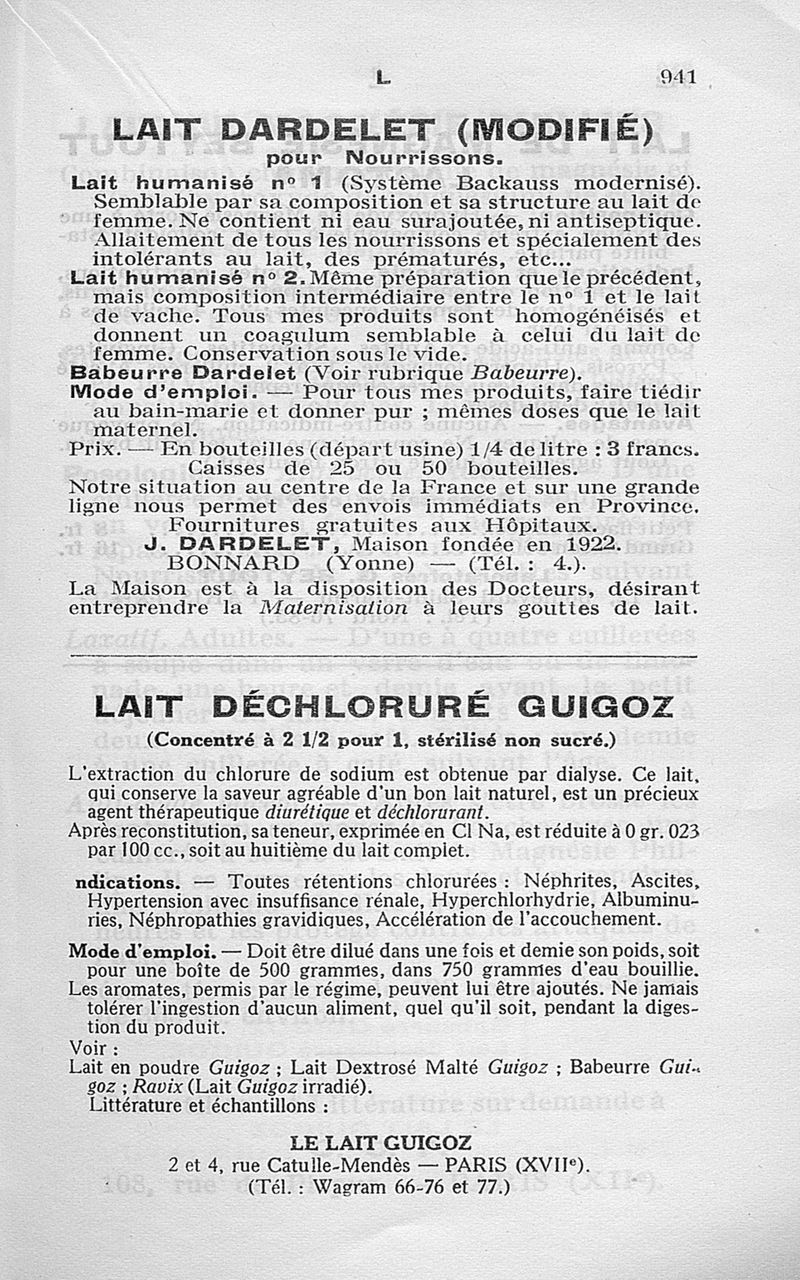 L 941
LAIT DARDELET (MODIFIÉ)
pour Nourrissons.
Lait humanisé n° 1 (Système Backauss modernisé).
Semblable par sa composition et sa structure au lait de
femme. Ne contient ni eau surajoutée, ni antiseptique.
Allaitement de tous les nourrissons et spécialement des
intolérants au lait, des prématurés, etc...
Lait humanisé n° 2. Même préparation que le précédent,
mais composition intermédiaire entre le n° 1 et le lait
de vache. Tous mes produits sont homogénéisés et
donnent un coagulum semblable à celui du lait de
femme. Conservation sous le vide.
Babeurre Dardelet (Voir rubrique Babeurre).
Mode d'emploi. — Pour tous mes produits, faire tiédir
au bain-marie et donner pur ; mêmes doses que le lait
maternel.
Prix. — En bouteilles (départ usine) 1/4 de litre : 3 francs.
Caisses de 25 ou 50 bouteilles.
Notre situation au centre de la France et sur une grande
ligne nous permet des envois immédiats en Province.
Fournitures gratuites aux Hôpitaux.
J. DARDELET, Maison fondée en 1922.
BONNARD (Yonne) — (Tél. : 4.).
La Maison est à la disposition des Docteurs, désirant
entreprendre la Maternisation à leurs gouttes de lait.
LAIT DÉCHLORURÉ GUIGOZ
(Concentré à 2 1/2 pour 1, stérilisé non sucré.)
L'extraction du chlorure de sodium est obtenue par dialyse. Ce lait,
qui conserve la saveur agréable d'un bon lait naturel, est un précieux
agent thérapeutique diurétique et déchlorurant.
Après reconstitution, sa teneur, exprimée en Cl Na, est réduite à 0 gr. 023
par 100 cc., soit au huitième du lait complet.
ndications. — Toutes rétentions chlorurées : Néphrites, Ascites,
Hypertension avec insuffisance rénale, Hyperchlorhydrie, Albuminu-
ries, Néphropathies gravidiques, Accélération de l'accouchement.
Mode d'emploi. — Doit être dilué dans une fois et demie son poids, soit
pour une boîte de 500 grammes, dans 750 grammes d'eau bouillie.
Les aromates, permis par le régime, peuvent lui être ajoutés. Ne jamais
tolérer l'ingestion d'aucun aliment, quel qu'il soit, pendant la diges-
tion du produit.
Voir :
Lait en poudre Guigoz ; Lait Dextrosé Malté Guigoz ; Babeurre Gui-
goz ; Ravix (Lait Guigoz irradié).
Littérature et échantillons :
LE LAIT GUIGOZ
2 et 4, rue Catulle-Mendès — PARIS (XVIIe).
(Tél. : Wagram 66-76 et 77.)